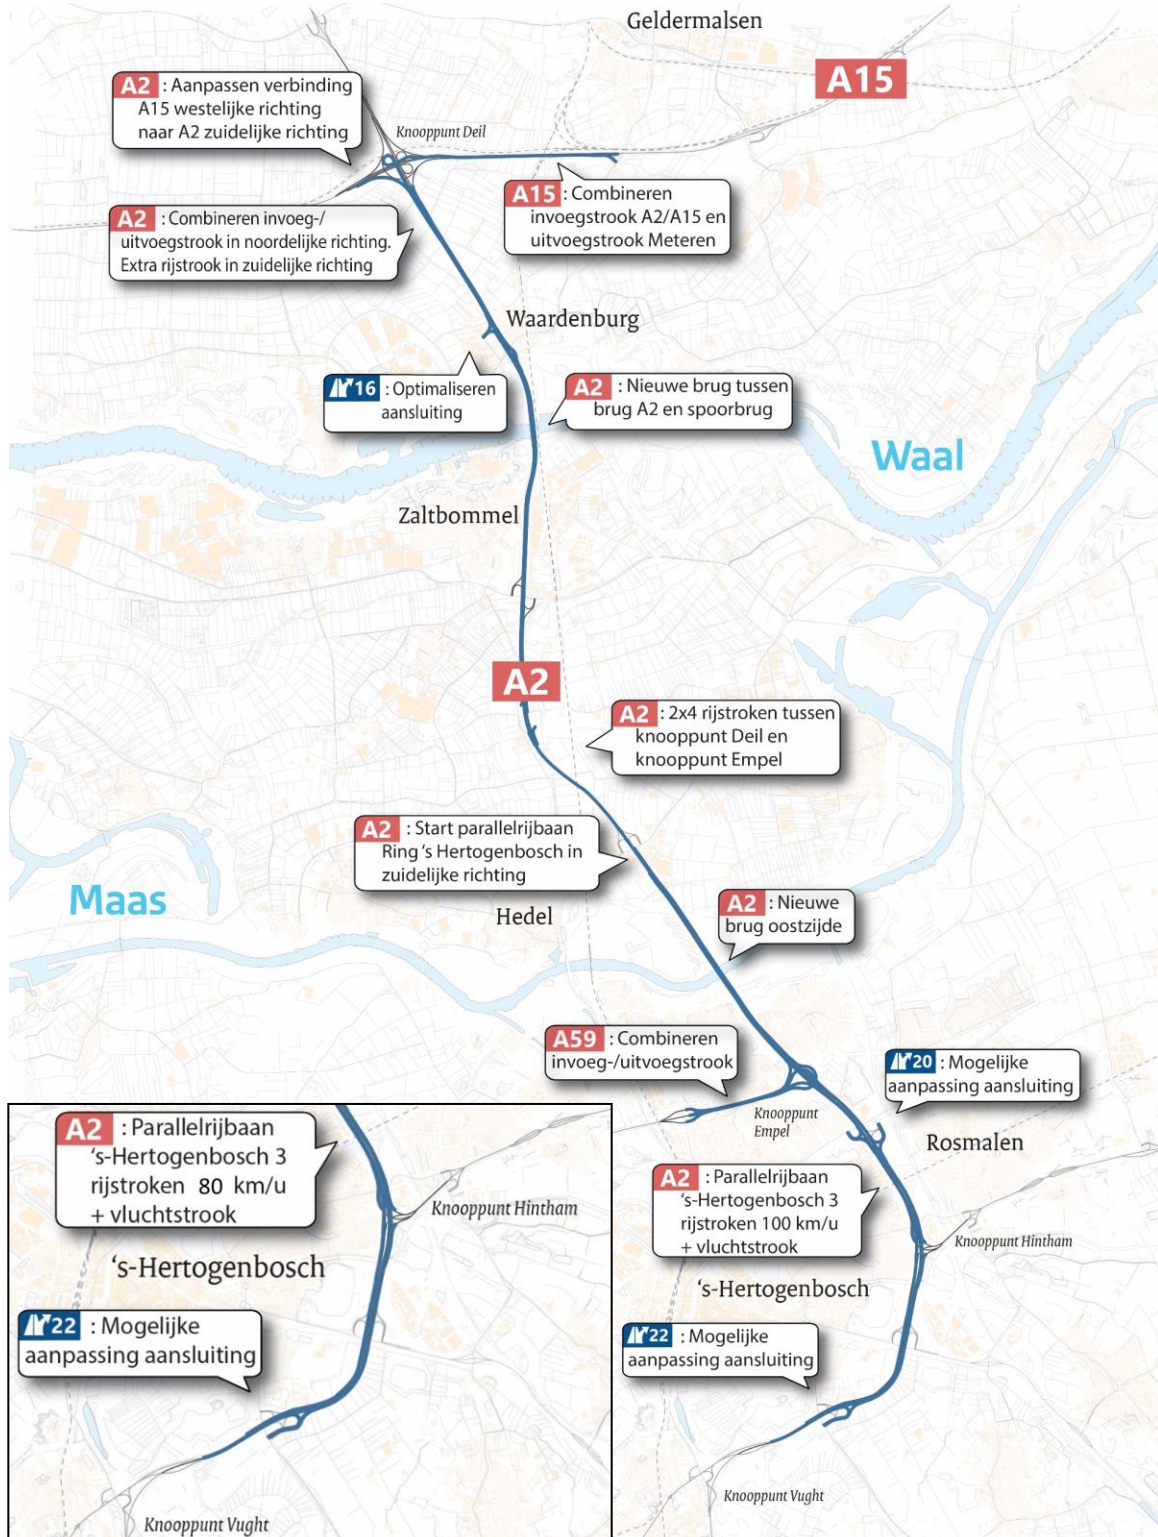 Geldermalsen
A15
A2 : Aanpassen verbinding
A15 westelijke richting
naar A2 zuidelijke richting
Knooppunt Deil
A15 : Combineren
invoegstrook A2/A15 en
uitvoegstrook Meteren
A2 : Combineren invoeg-/
uitvoegstrook in noordelijke richting.
Extra rijstrook in zuidelijke richting
Waardenburg
16 : Optimaliseren
aansluiting
A2 : Nieuwe brug tussen
brug A2 en spoorbrug
Waal
Zaltbommel
A2
A2 : 2x4 rijstroken tussen
knooppunt Deil en
knooppunt Empel
A2 : Start parallelrijbaan
Ring ‘s Hertogenbosch in
zuidelijke richting
Maas
Hedel
A2 : Nieuwe
brug oostzijde
A59 : Combineren
invoeg-/uitvoegstrook
20 : Mogelijke
aanpassing aansluiting
Knooppunt
Empel
Rosmalen
A2 : Parallelrijbaan
‘s-Hertogenbosch 3
rijstroken 100 km/u
+ vluchtstrook
Knooppunt Hintham
‘s-Hertogenbosch
22 : Mogelijke
aanpassing aansluiting
Knooppunt Vught
A2 : Parallelrijbaan
‘s-Hertogenbosch 3
rijstroken 80 km/u
+ vluchtstrook
Knooppunt Hintham
‘s-Hertogenbosch
22 : Mogelijke
aanpassing aansluiting
Knooppunt Vught